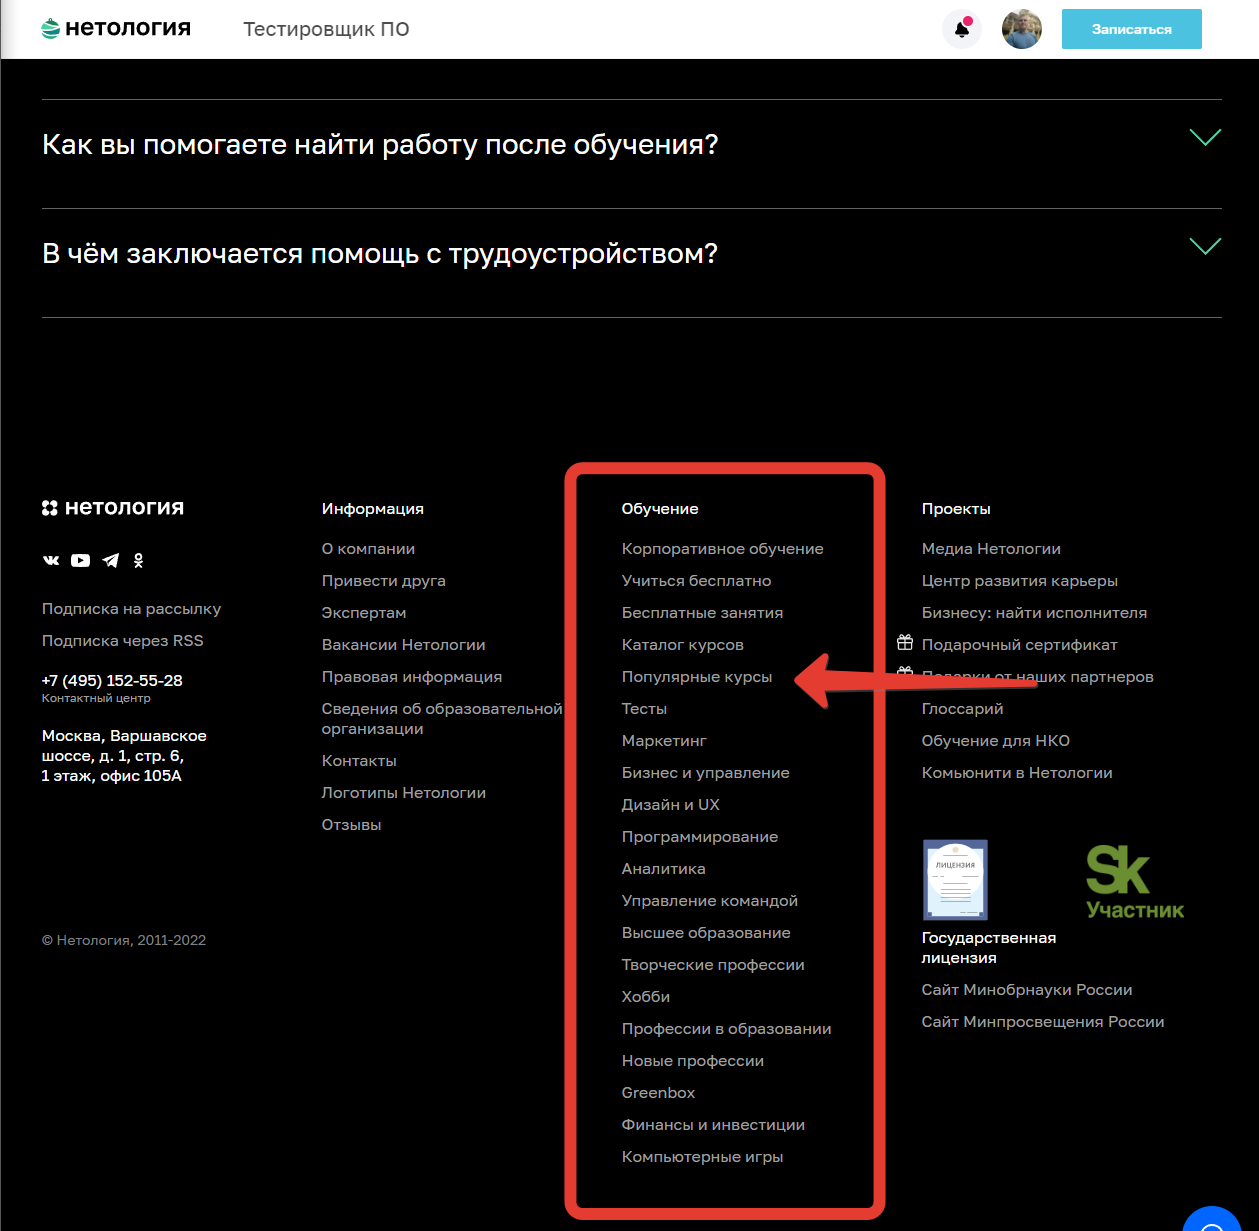 нетология
Тестировщик ПО
Записаться
Как вы помогаете найти работу после обучения?
В чём заключается помощь с трудоустройством?
нетология
Подписка на рассылку
Подписка через RSS
+7 (495) 152-55-28
Контактный центр
Москва, Варшавское
шоссе, д. 1, стр. 6,
1 этаж, офис 105А
© Нетология, 2011-2022
Информация
О компании
Привести друга
Экспертам
Вакансии Нетологии
Правовая информация
Сведения об образовательной
организации
Контакты
Логотипы Нетологии
Отзывы
Обучение
Корпоративное обучение
Учиться бесплатно
Бесплатные занятия
Каталог курсов
Популярные курсы
Тесты
Маркетинг
Бизнес и управление
Дизайн и UX
Программирование
Аналитика
Управление командой
Высшее образование
Творческие профессии
Хобби
Профессии в образовании
Новые профессии
Greenbox
Финансы и инвестиции
Компьютерные игры
Проекты
Медиа Нетологии
Центр развития карьеры
Бизнесу: найти исполнителя
Подарочный сертификат
Подарки от наших партнеров
Глоссарий
Обучение для НКО
Комьюнити в Нетологии
ЛИЦЕНЗИЯ
Sk
Участник
Государственная
лицензия
Сайт Минобрнауки России
Сайт Минпросвещения России